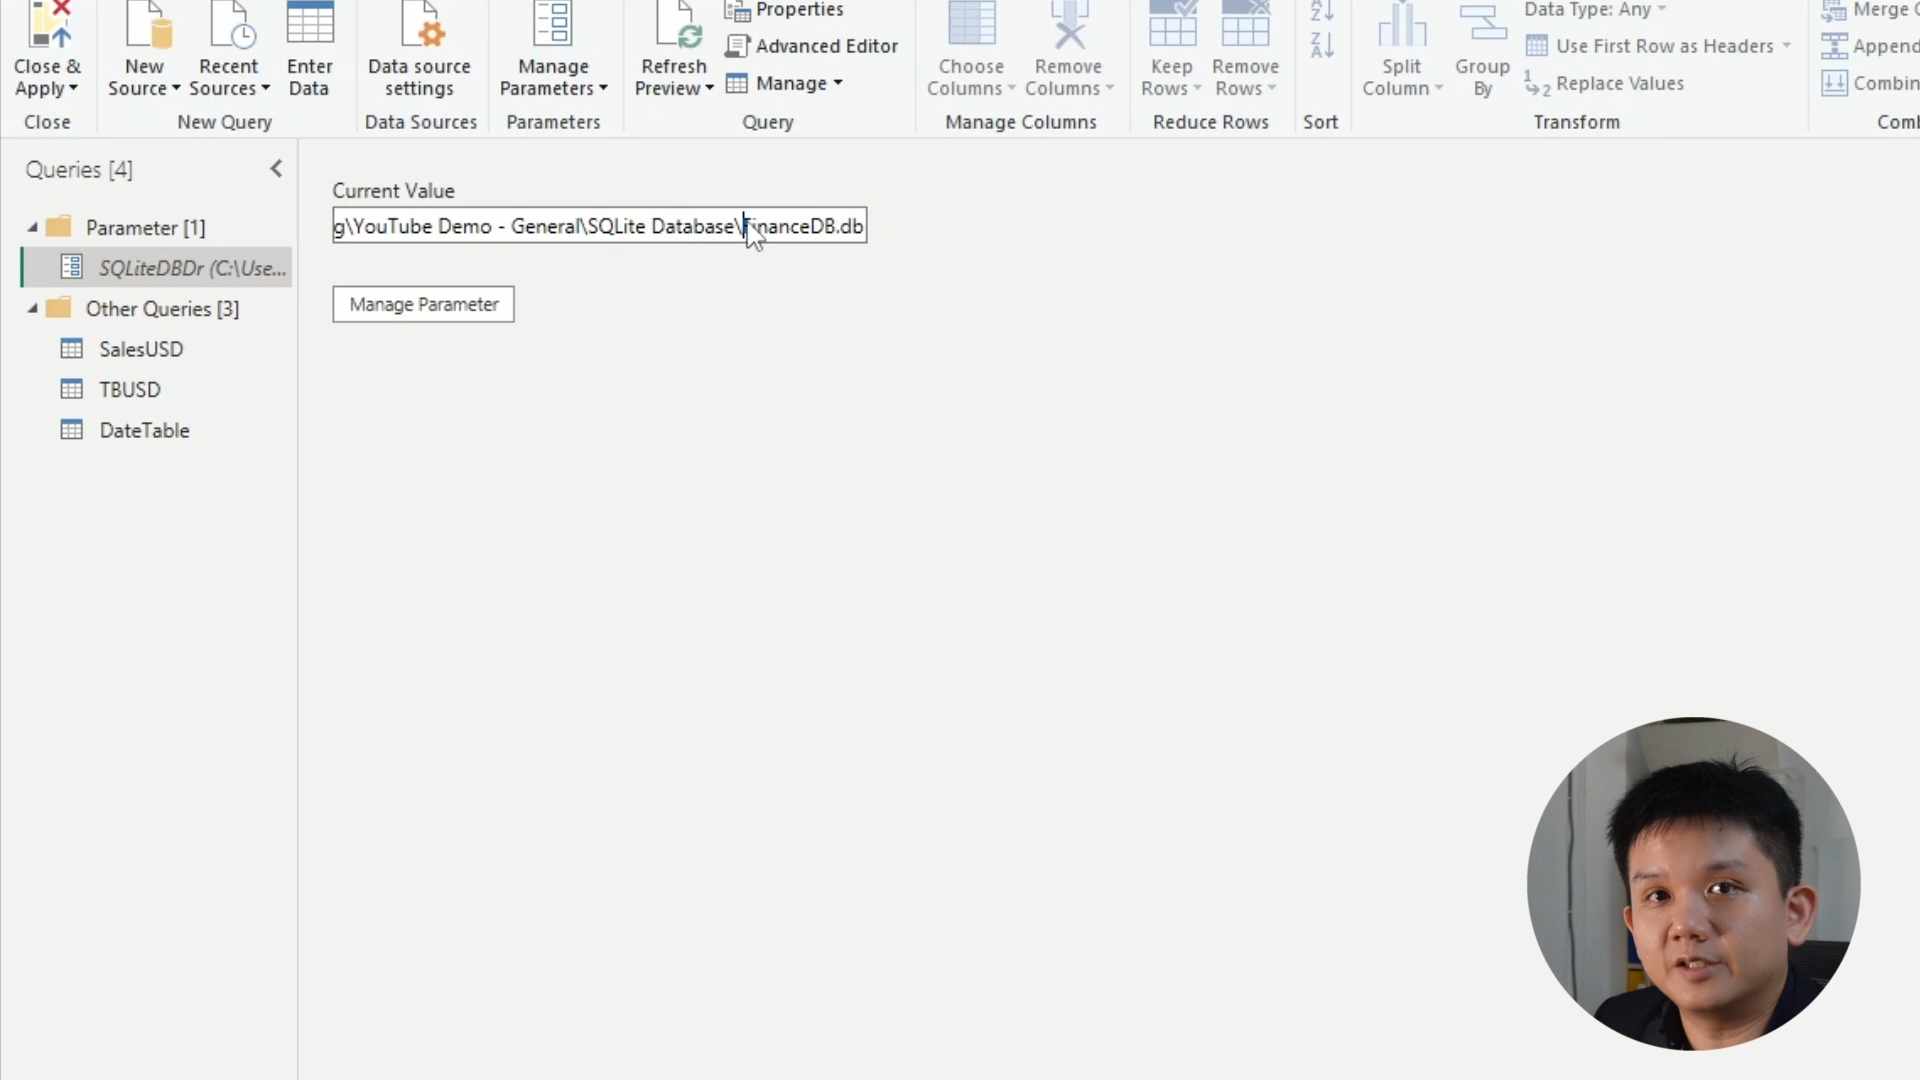 Close &
Apply
Close
New
Source
Recent
Sources
Enter
Data
New Query
Data source
settings
Data Sources
Manage
Parameters
Parameters
Refresh
Preview
Properties
Advanced Editor
Manage
Query
Choose
Columns
Remove
Columns
Manage Columns
Keep
Rows
Remove
Rows
Reduce Rows
Sort
Split
Column
Group
By
Data Type: Any
Use First Row as Headers
Replace Values
Transform
Merge
Append
Combin
Comb
Queries [4]
Parameter [1]
SQLiteDBDr (C:\Use...
Other Queries [3]
SalesUSD
TBUSD
DateTable
Current Value
g\YouTube Demo - General\SQLite Database\FinanceDB.db
Manage Parameter